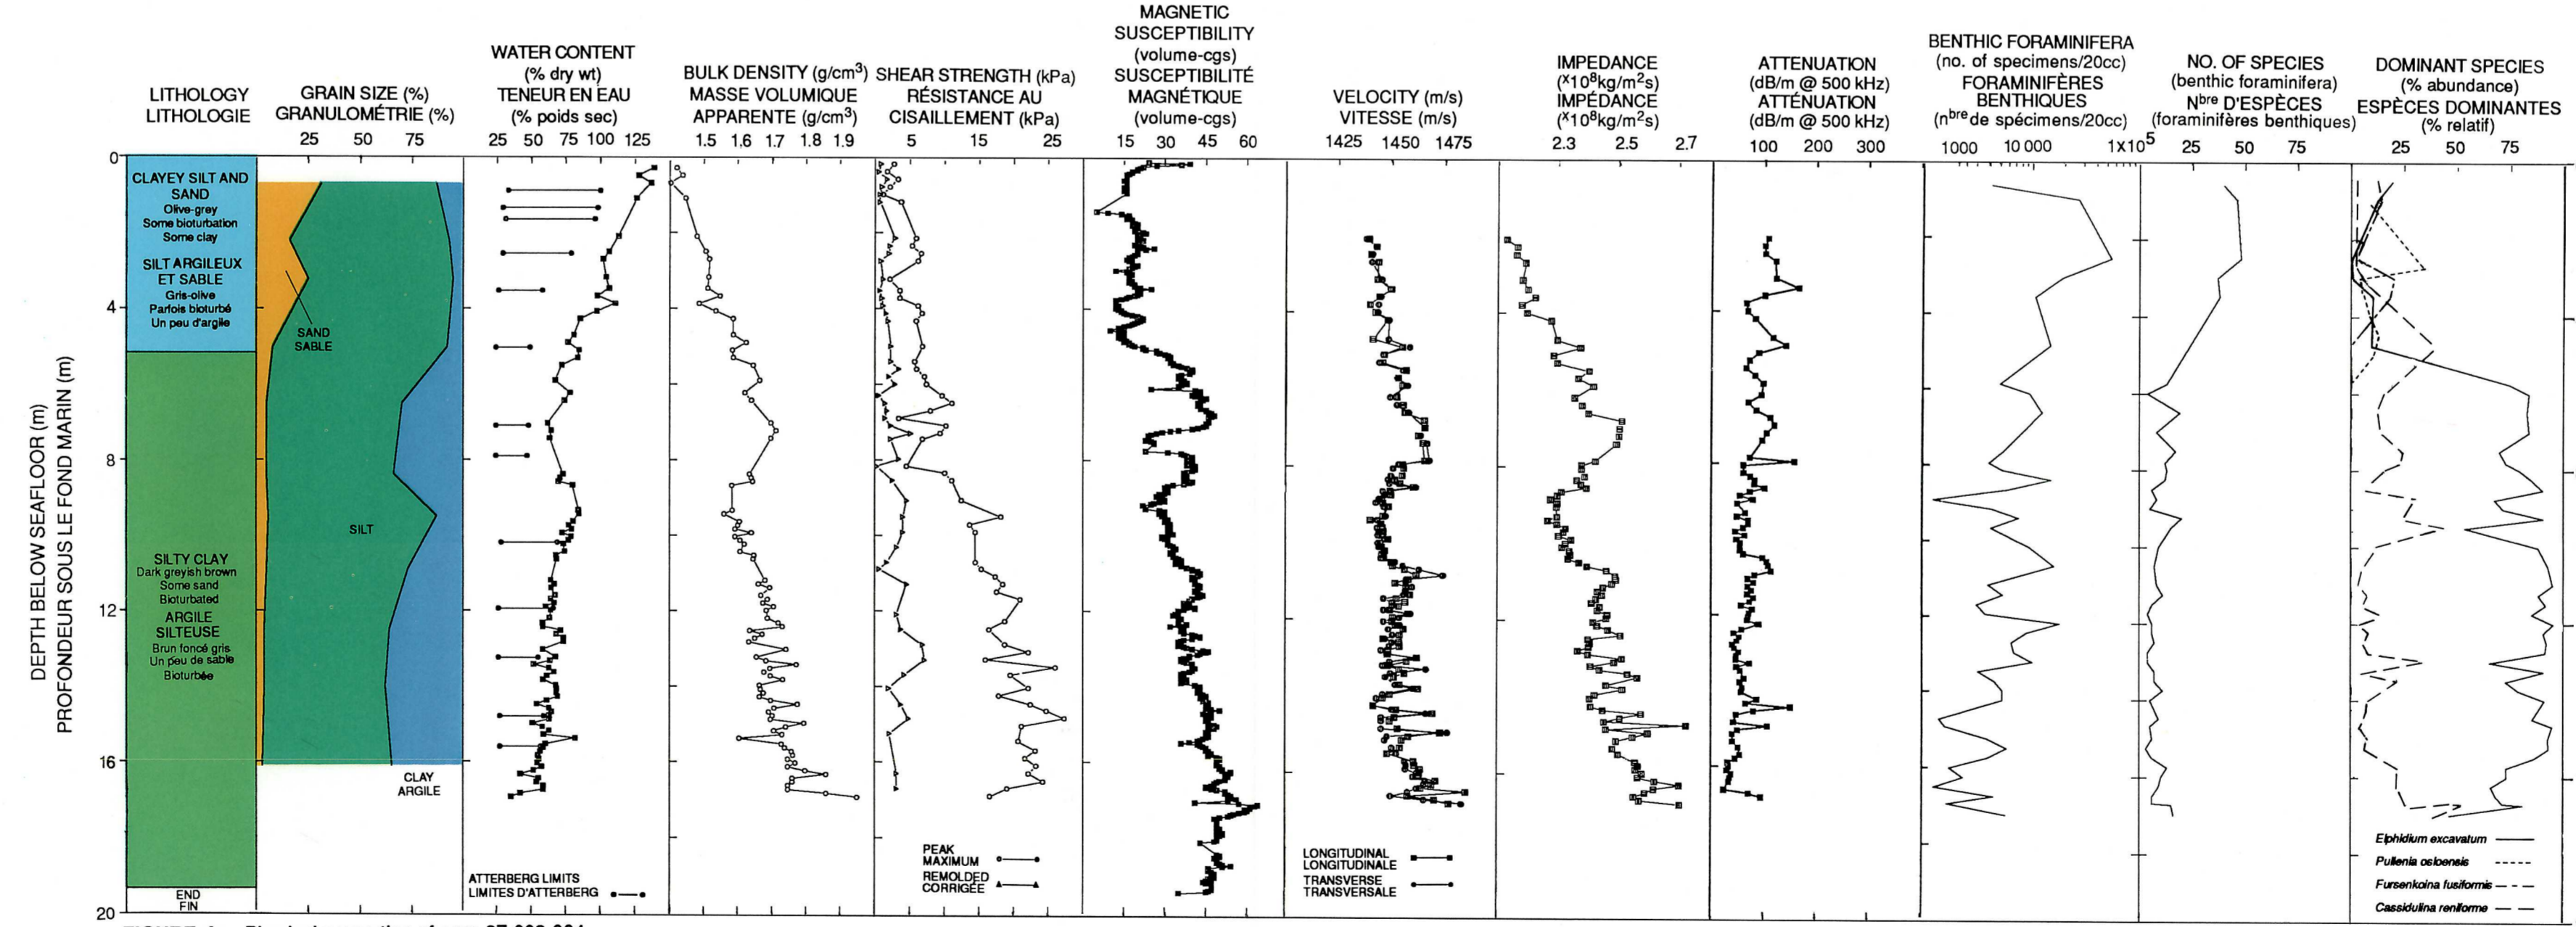 LITHOLOGY
LITHOLOGIE
GRAIN SIZE (%)
GRANULOMÉTRIE (%)
25 50 75
WATER CONTENT
(% dry wt)
TENEUR EN EAU
(% poids sec)
25 50 75 100 125
BULK DENSITY (g/cm³)
MASSE VOLUMIQUE
APPARENTE (g/cm³)
1.5 1.6 1.7 1.8 1.9
SHEAR STRENGTH (kPa)
RÉSISTANCE AU
CISAILLEMENT (kPa)
5 15 25
MAGNETIC
SUSCEPTIBILITY
(volume-cgs)
SUSCEPTIBILITÉ
MAGNÉTIQUE
(volume-cgs)
15 30 45 60
VELOCITY (m/s)
VITESSE (m/s)
1425 1450 1475
IMPEDANCE
(x10⁸kg/m²s)
IMPÉDANCE
(x10⁸kg/m²s)
2.3 2.5 2.7
ATTENUATION
(dB/m @ 500 kHz)
ATTÉNUATION
(dB/m @ 500 kHz)
100 200 300
BENTHIC FORAMINIFERA
(no. of specimens/20cc)
FORAMINIFÈRES
BENTHIQUES
(nbre de spécimens/20cc)
1000 10 000 1X10⁵
NO. OF SPECIES
(benthic foraminifera)
Nbre D'ESPÈCES
(foraminifères benthiques)
25 50 75
DOMINANT SPECIES
(% abundance)
ESPÈCES DOMINANTES
(% relatif)
25 50 75
DEPTH BELOW SEAFLOOR (m)
PROFONDEUR SOUS LE FOND MARIN (m)
0
4
8
12
16
20
CLAYEY SILT AND
SAND
Olive-grey
Some bioturbation
Some clay
SILT ARGILEUX
ET SABLE
Gris-olive
Parfois bioturbé
Un peu d'argile
SILTY CLAY
Dark greyish brown
Some sand
Bioturbated
ARGILE
SILTEUSE
Brun foncé gris
Un peu de sable
Bioturbée
END
FIN
SAND
SABLE
SILT
CLAY
ARGILE
ATTERBERG LIMITS
LIMITES D'ATTERBERG
PEAK
MAXIMUM
REMOLDED
CORRIGÉE
LONGITUDINAL
LONGITUDINALE
TRANSVERSE
TRANSVERSALE
Elphidium excavatum
Pullenia osloensis
Fursenkoina fusiformis
Cassidulina reniforme